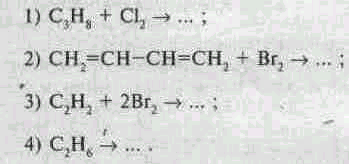 1) C₃H₈ + Cl₂ → ... ;
2) CH₂=CH−CH=CH₂ + Br₂ → ... ;
3) C₂H₂ + 2Br₂ → ... ;
4) C₂H₆ →ᵗ ... .